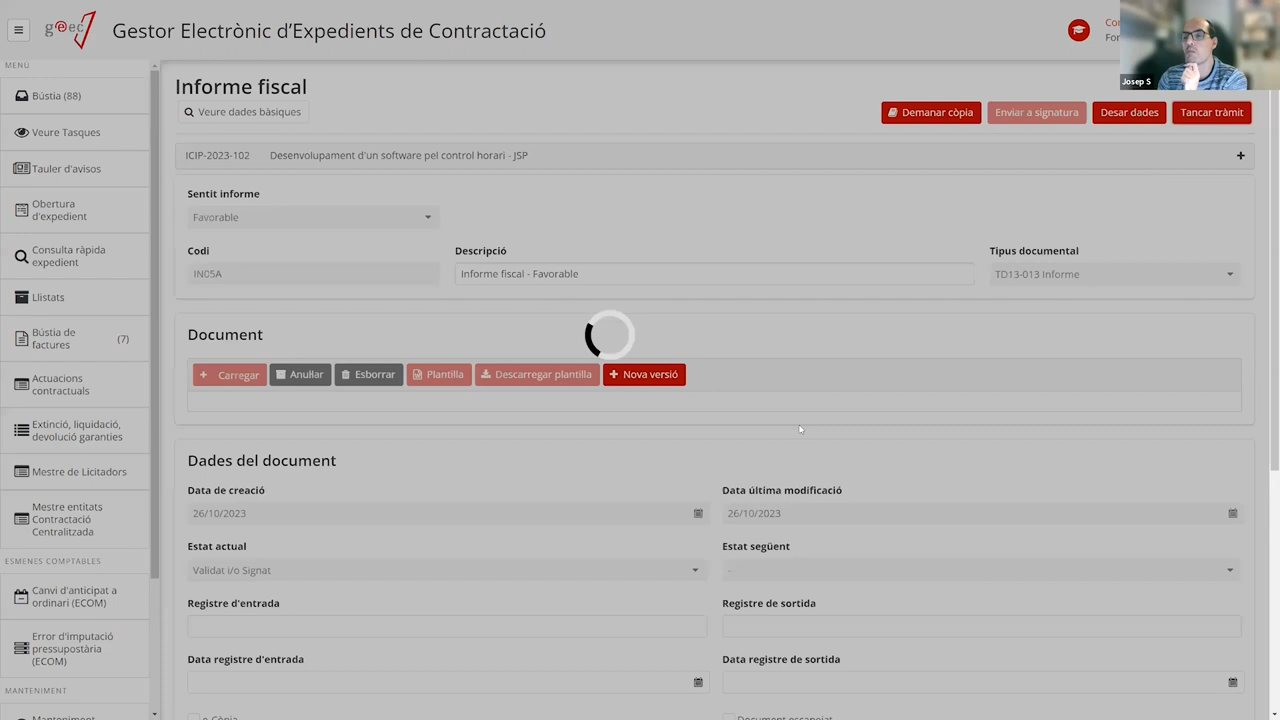 geec
Gestor Electrònic d'Expedients de Contractació
Josep S
MENÚ
Bústia (88)
Veure Tasques
Tauler d'avisos
Obertura
d'expedient
Consulta ràpida
expedient
Llistats
Bústia de
factures
(7)
Actuacions
contractuals
Extinció, liquidació,
devolució garanties
Mestre de Licitadors
Mestre entitats
Contractació
Centralitzada
ESMENES COMPTABLES
Canvi d'anticipat a
ordinari (ECOM)
Error d'imputació
pressupostària
(ECOM)
MANTENIMENT
Manteniment
Informe fiscal
Veure dades bàsiques
Demanar còpia
Enviar a signatura
Desar dades
Tancar tràmit
ICIP-2023-102 Desenvolupament d'un software pel control horari - JSP
Sentit informe
Favorable
Codi
Descripció
Tipus documental
IN05A
Informe fiscal - Favorable
TD13-013 Informe
Document
Carregar
Anul·lar
Esborrar
Plantilla
Descarregar plantilla
Nova versió
Dades del document
Data de creació
Data última modificació
26/10/2023
26/10/2023
Estat actual
Estat següent
Validat i/o Signat
-
Registre d'entrada
Registre de sortida
Data registre d'entrada
Data registre de sortida
e-Còpia
Document escanejat